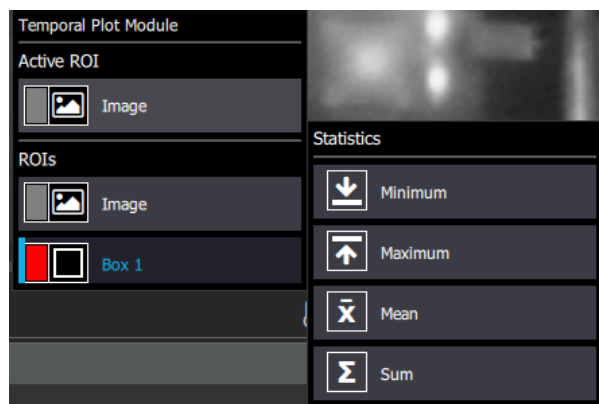 Temporal Plot Module
Active ROI
Image
ROIs
Image
Box 1
Statistics
Minimum
Maximum
x̄ Mean
Σ Sum